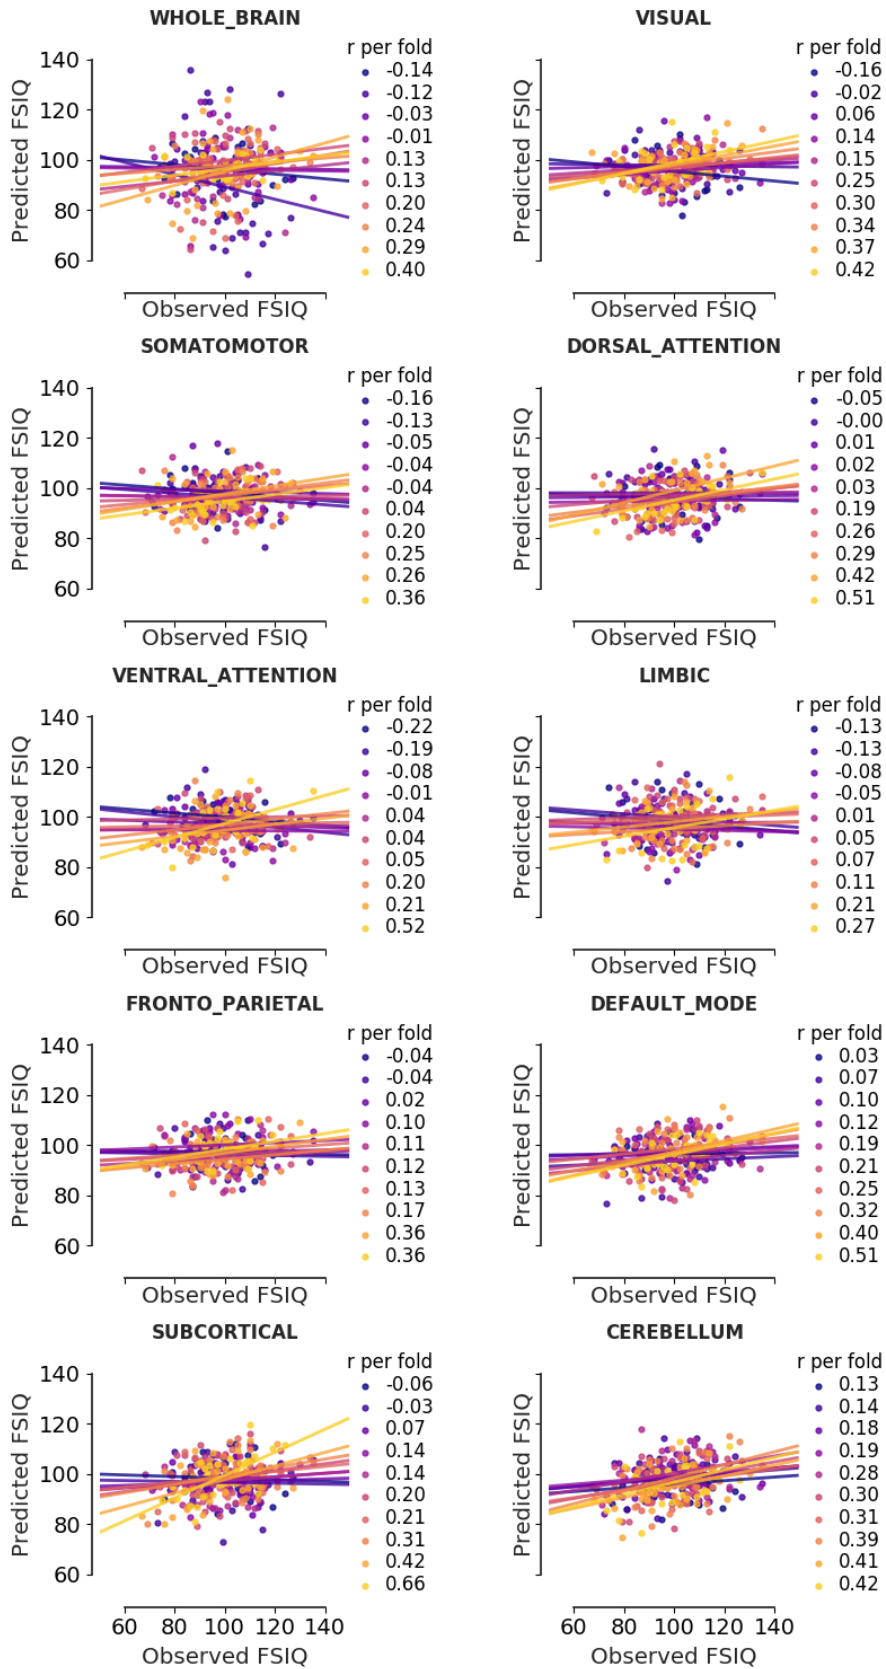 WHOLE_BRAIN
VISUAL
r per fold
-0.14
-0.12
-0.03
-0.01
0.13
0.13
0.20
0.24
0.29
0.40
r per fold
-0.16
-0.02
0.06
0.14
0.15
0.25
0.30
0.34
0.37
0.42
140
120
100
80
60
Predicted FSIQ
Observed FSIQ
Predicted FSIQ
Observed FSIQ
SOMATOMOTOR
DORSAL_ATTENTION
r per fold
-0.16
-0.13
-0.05
-0.04
-0.04
0.04
0.20
0.25
0.26
0.36
r per fold
-0.05
-0.00
0.01
0.02
0.03
0.19
0.26
0.29
0.42
0.51
140
120
100
80
60
Predicted FSIQ
Observed FSIQ
Predicted FSIQ
Observed FSIQ
VENTRAL_ATTENTION
LIMBIC
r per fold
-0.22
-0.19
-0.08
-0.01
0.04
0.04
0.05
0.20
0.21
0.52
r per fold
-0.13
-0.13
-0.08
-0.05
0.01
0.05
0.07
0.11
0.21
0.27
140
120
100
80
60
Predicted FSIQ
Observed FSIQ
Predicted FSIQ
Observed FSIQ
FRONTO_PARIETAL
DEFAULT_MODE
r per fold
-0.04
-0.04
0.02
0.10
0.11
0.12
0.13
0.17
0.36
0.36
r per fold
0.03
0.07
0.10
0.12
0.19
0.21
0.25
0.32
0.40
0.51
140
120
100
80
60
Predicted FSIQ
Observed FSIQ
Predicted FSIQ
Observed FSIQ
SUBCORTICAL
CEREBELLUM
r per fold
-0.06
-0.03
0.07
0.14
0.14
0.20
0.21
0.31
0.42
0.66
r per fold
0.13
0.14
0.18
0.19
0.28
0.30
0.31
0.39
0.41
0.42
140
120
100
80
60
Predicted FSIQ
60 80 100 120 140
Observed FSIQ
Predicted FSIQ
60 80 100 120 140
Observed FSIQ